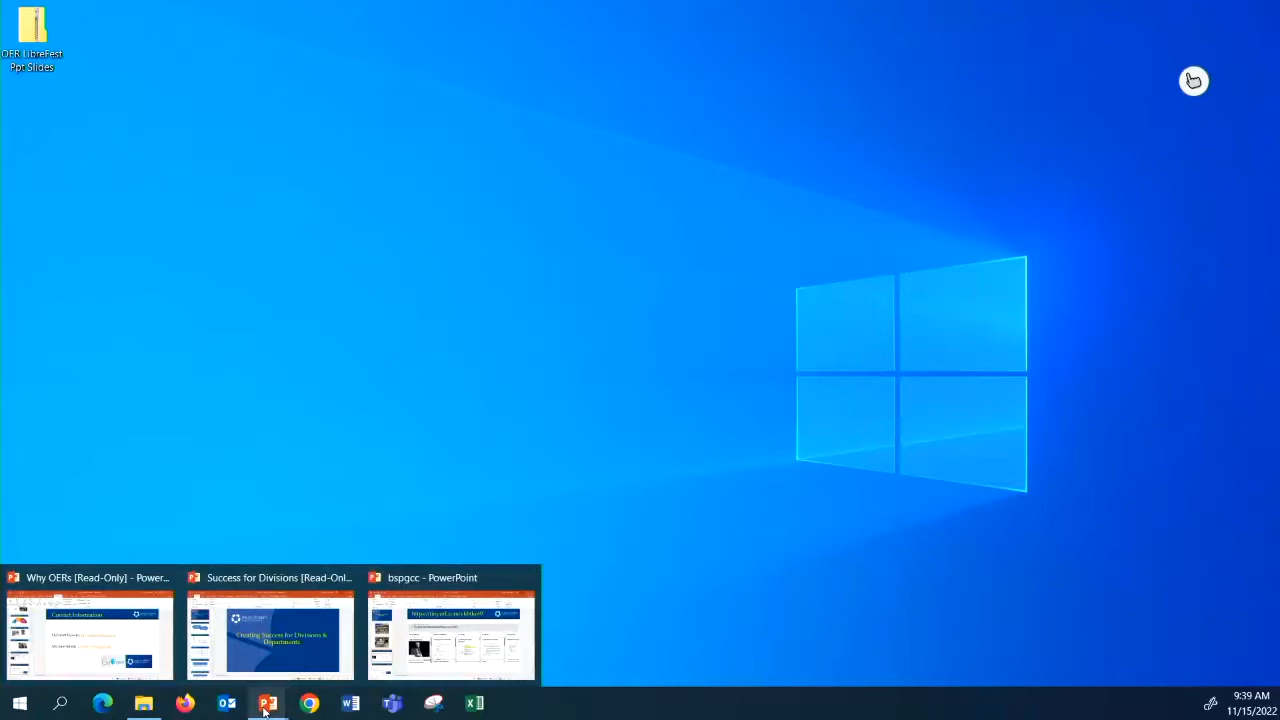 OER LibreFest
Ppt Slides
Why OERs [Read-Only] - Power...
Success for Divisions [Read-Onl...
bspgcc - PowerPoint
Contact Information
Creating Success for Divisions &
Departments
9:39 AM
11/15/2022